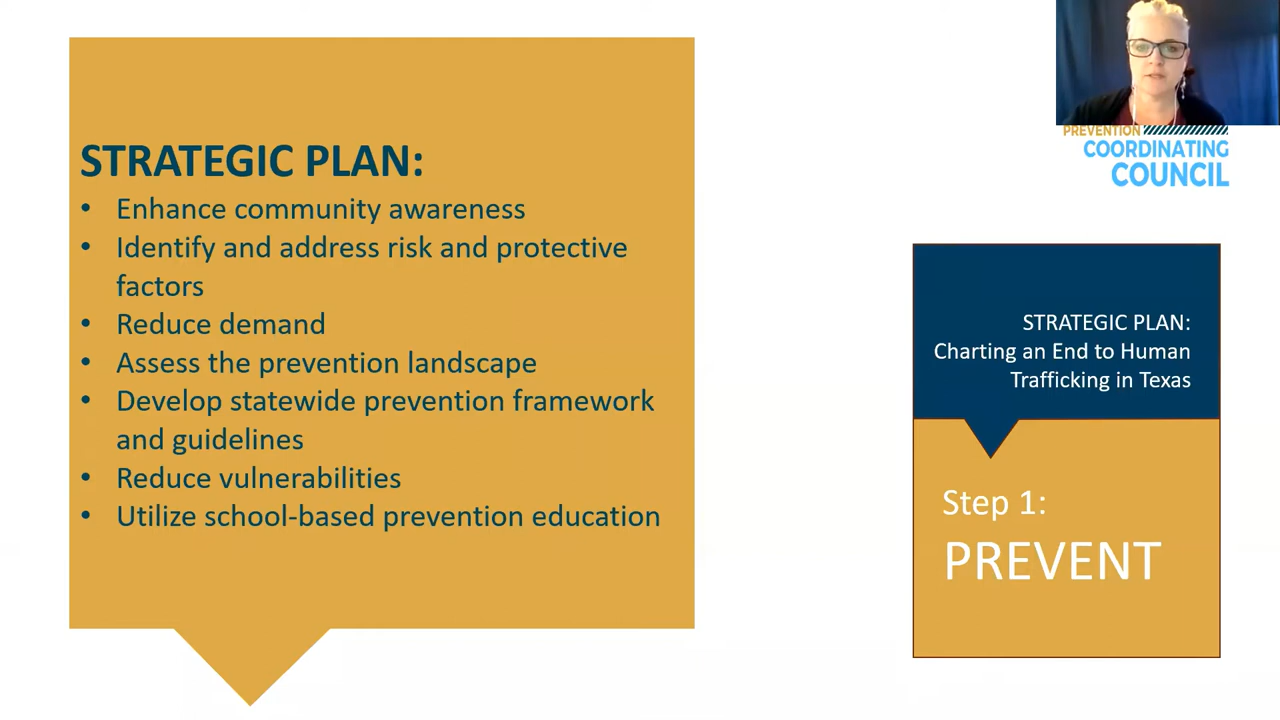 STRATEGIC PLAN:
• Enhance community awareness
• Identify and address risk and protective
factors
• Reduce demand
• Assess the prevention landscape
• Develop statewide prevention framework
and guidelines
• Reduce vulnerabilities
• Utilize school-based prevention education
PREVENTION
COORDINATING
COUNCIL
STRATEGIC PLAN:
Charting an End to Human
Trafficking in Texas
Step 1:
PREVENT